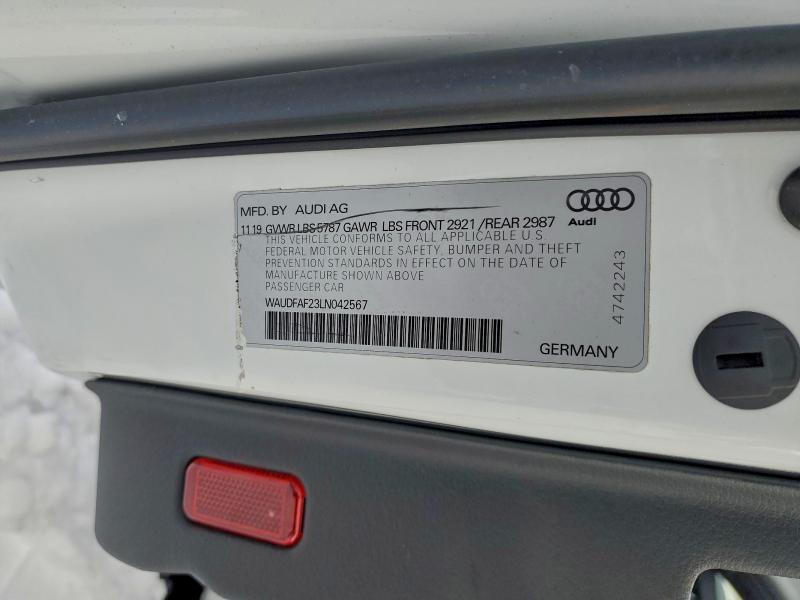 MFD. BY AUDI AG
Audi
11 19 GVWR LBS 5787 GAWR LBS FRONT 2921 /REAR 2987
THIS VEHICLE CONFORMS TO ALL APPLICABLE U.S.
FEDERAL MOTOR VEHICLE SAFETY, BUMPER AND THEFT
PREVENTION STANDARDS IN EFFECT ON THE DATE OF
MANUFACTURE SHOWN ABOVE
PASSENGER CAR
WAUDFAF23LN042567
GERMANY
4742243